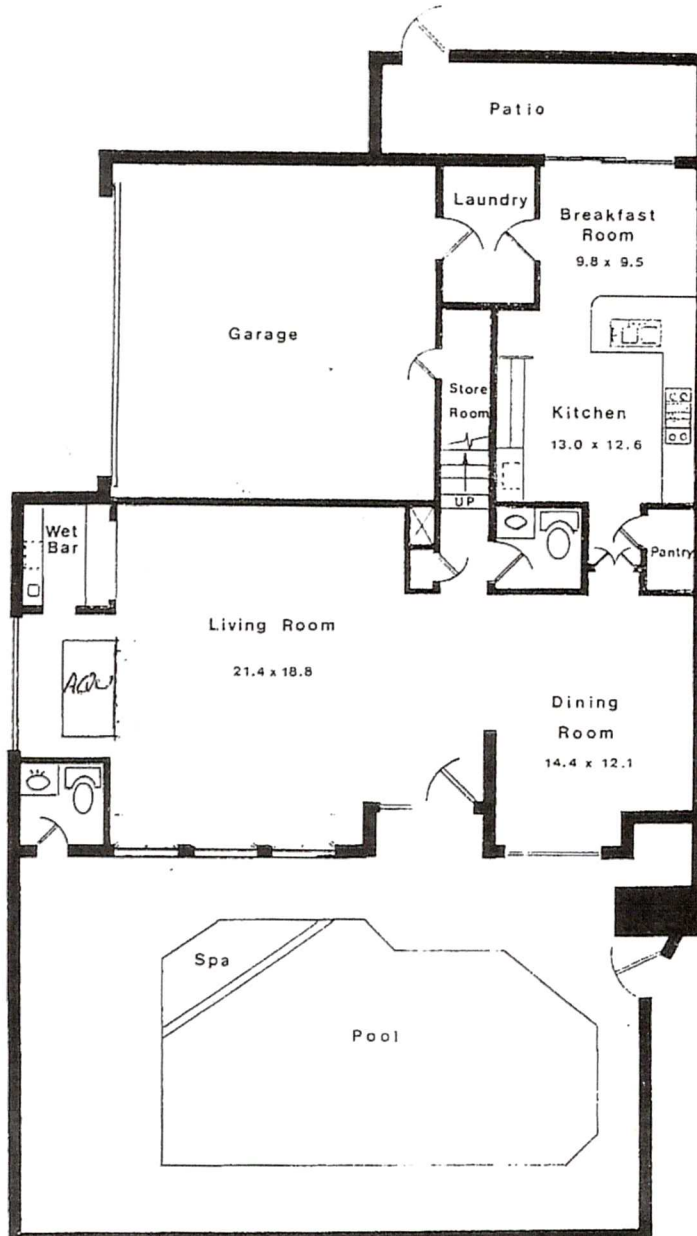 Patio
Laundry
Breakfast
Room
9.8 x 9.5
Garage
Store
Room
Kitchen
13.0 x 12.6
UP
Wet
Bar
Pantry
Living Room
21.4 x 18.8
Dining
Room
14.4 x 12.1
Spa
Pool